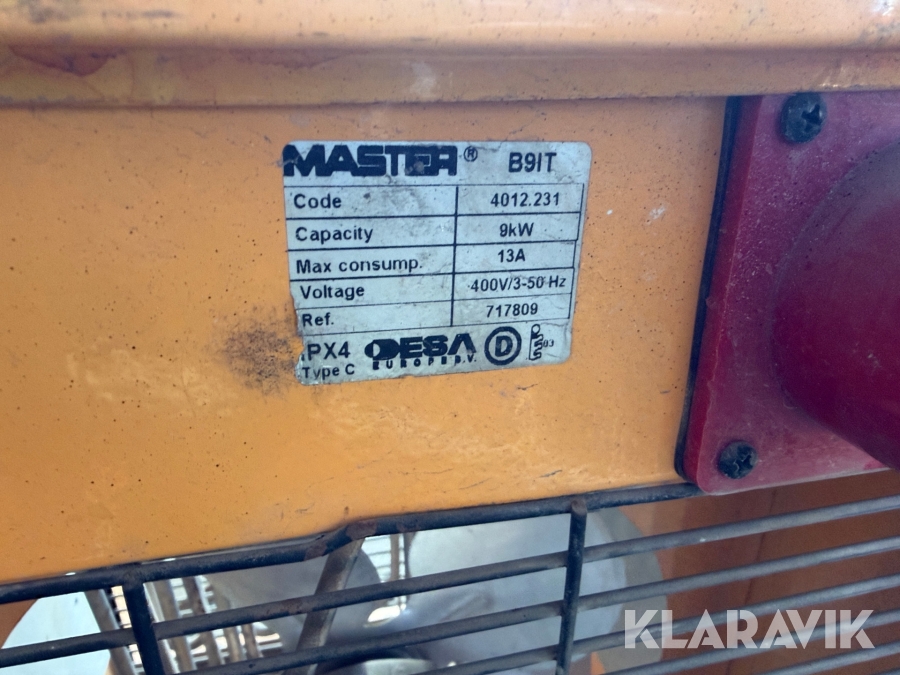 MASTER® B9IT
Code 4012.231
Capacity 9kW
Max consump. 13A
Voltage 400V/3-50 Hz
Ref. 717809
IPX4 DESA D 03
Type C EUROPE B.V.
KLARAVIK